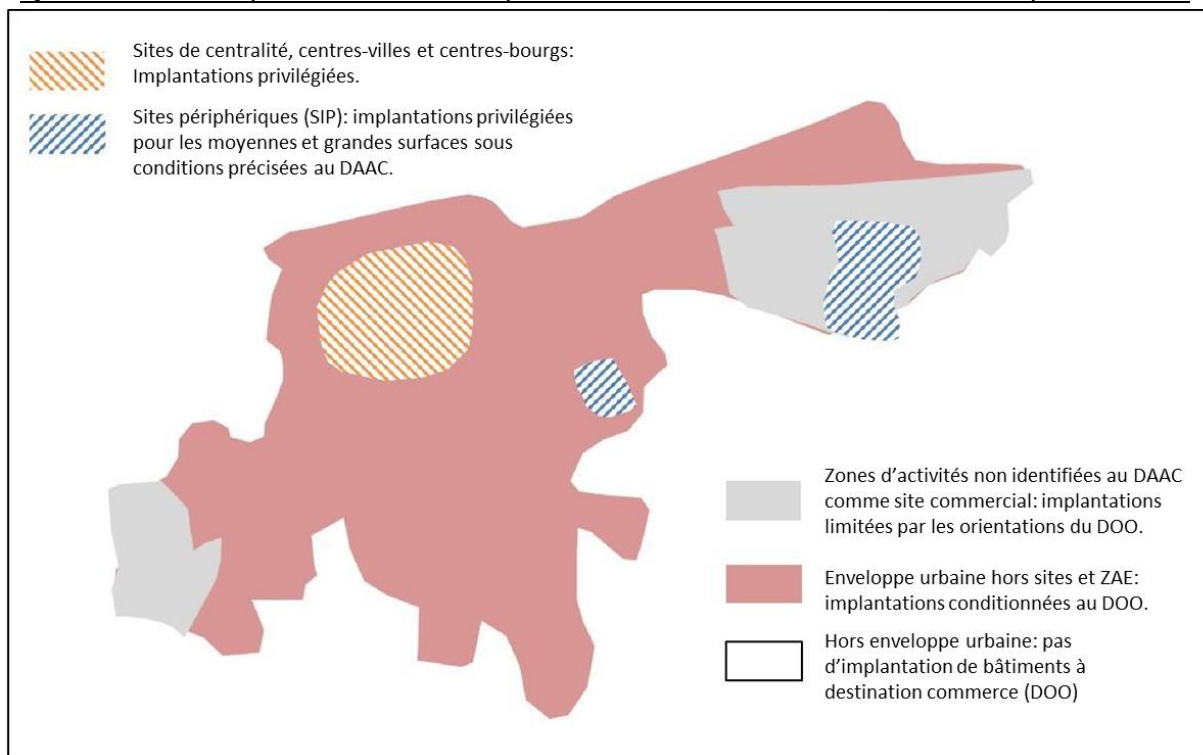 Sites de centralité, centres-villes et centres-bourgs:
Implantations privilégiées.
Sites périphériques (SIP): implantations privilégiées
pour les moyennes et grandes surfaces sous
conditions précisées au DAAC.
Zones d’activités non identifiées au DAAC
comme site commercial: implantations
limitées par les orientations du DOO.
Enveloppe urbaine hors sites et ZAE:
implantations conditionnées au DOO.
Hors enveloppe urbaine: pas
d’implantation de bâtiments à
destination commerce (DOO)